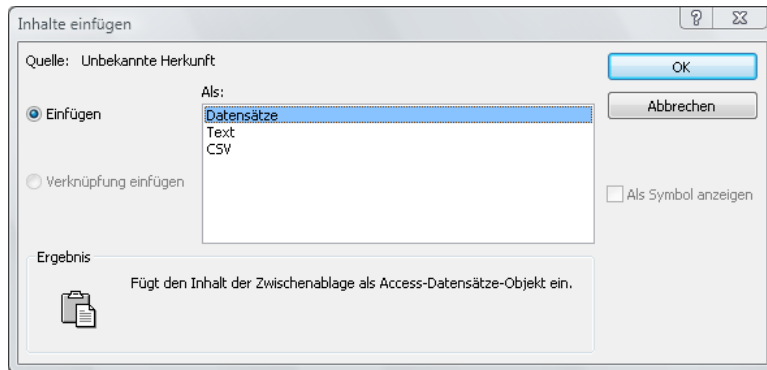 Inhalte einfügen
Quelle: Unbekannte Herkunft
Als:
Einfügen
Verknüpfung einfügen
Datensätze
Text
CSV
OK
Abbrechen
Als Symbol anzeigen
Ergebnis
Fügt den Inhalt der Zwischenablage als Access-Datensätze-Objekt ein.